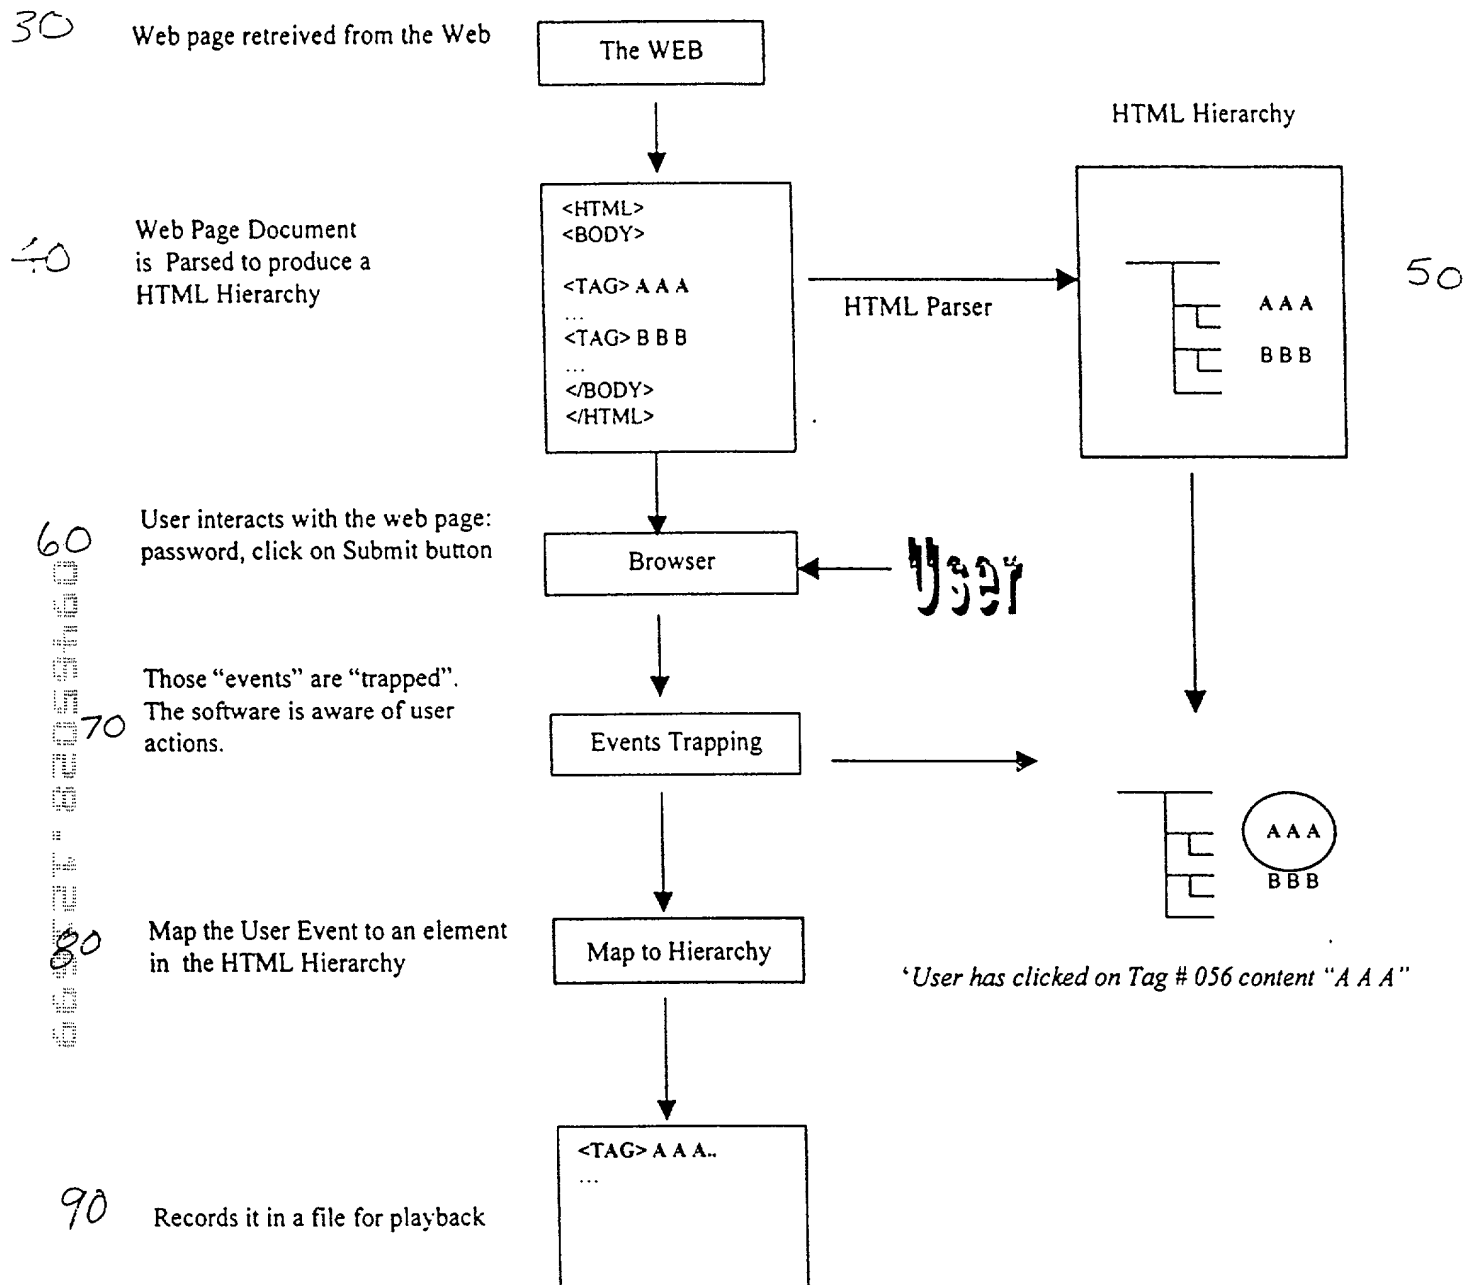 30
Web page retreived from the Web
The WEB
HTML Hierarchy
40
Web Page Document
is Parsed to produce a
HTML Hierarchy
<HTML>
<BODY>
<TAG> A A A
...
<TAG> B B B
...
</BODY>
</HTML>
HTML Parser
A A A
B B B
50
60
User interacts with the web page:
password, click on Submit button
Browser
User
70
Those “events” are “trapped”.
The software is aware of user
actions.
Events Trapping
A A A
B B B
80
Map the User Event to an element
in the HTML Hierarchy
Map to Hierarchy
‘User has clicked on Tag # 056 content “A A A”
90
Records it in a file for playback
<TAG> A A A..
...